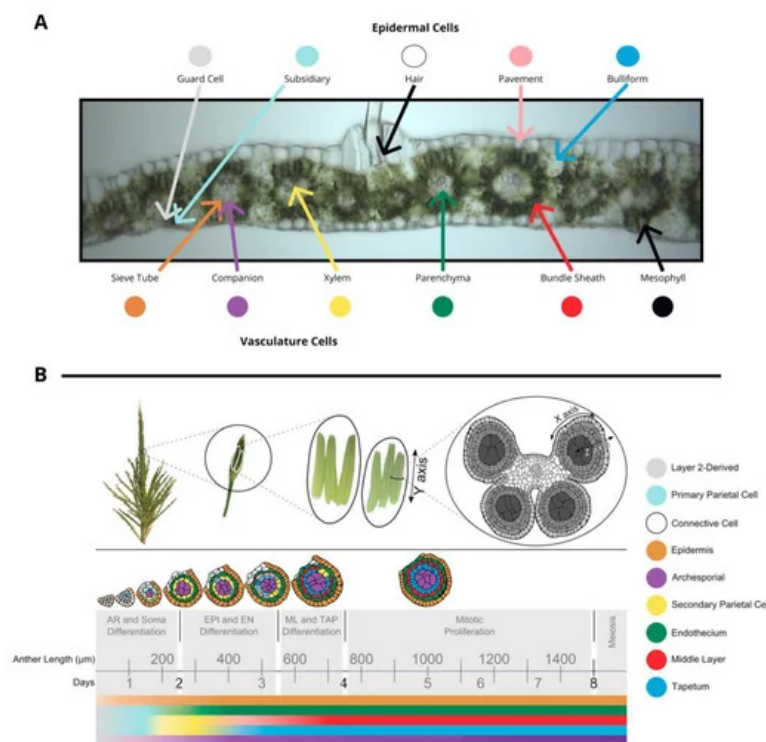 A
Epidermal Cells
Guard Cell
Subsidiary
Hair
Pavement
Bulliform
Sieve Tube
Companion
Xylem
Parenchyma
Bundle Sheath
Mesophyll
Vasculature Cells
B
X axis
Y axis
Layer 2-Derived
Primary Parietal Cell
Connective Cell
Epidermis
Archesporial
Secondary Parietal Ce
Endothecium
Middle Layer
Tapetum
AR and Soma
Differentiation
EPI and EN
Differentiation
ML and TAP
Differentiation
Mitotic
Proliferation
Meiosis
Anther Length (μm) 200 400 600 800 1000 1200 1400
Days 1 2 3 4 5 6 7 8